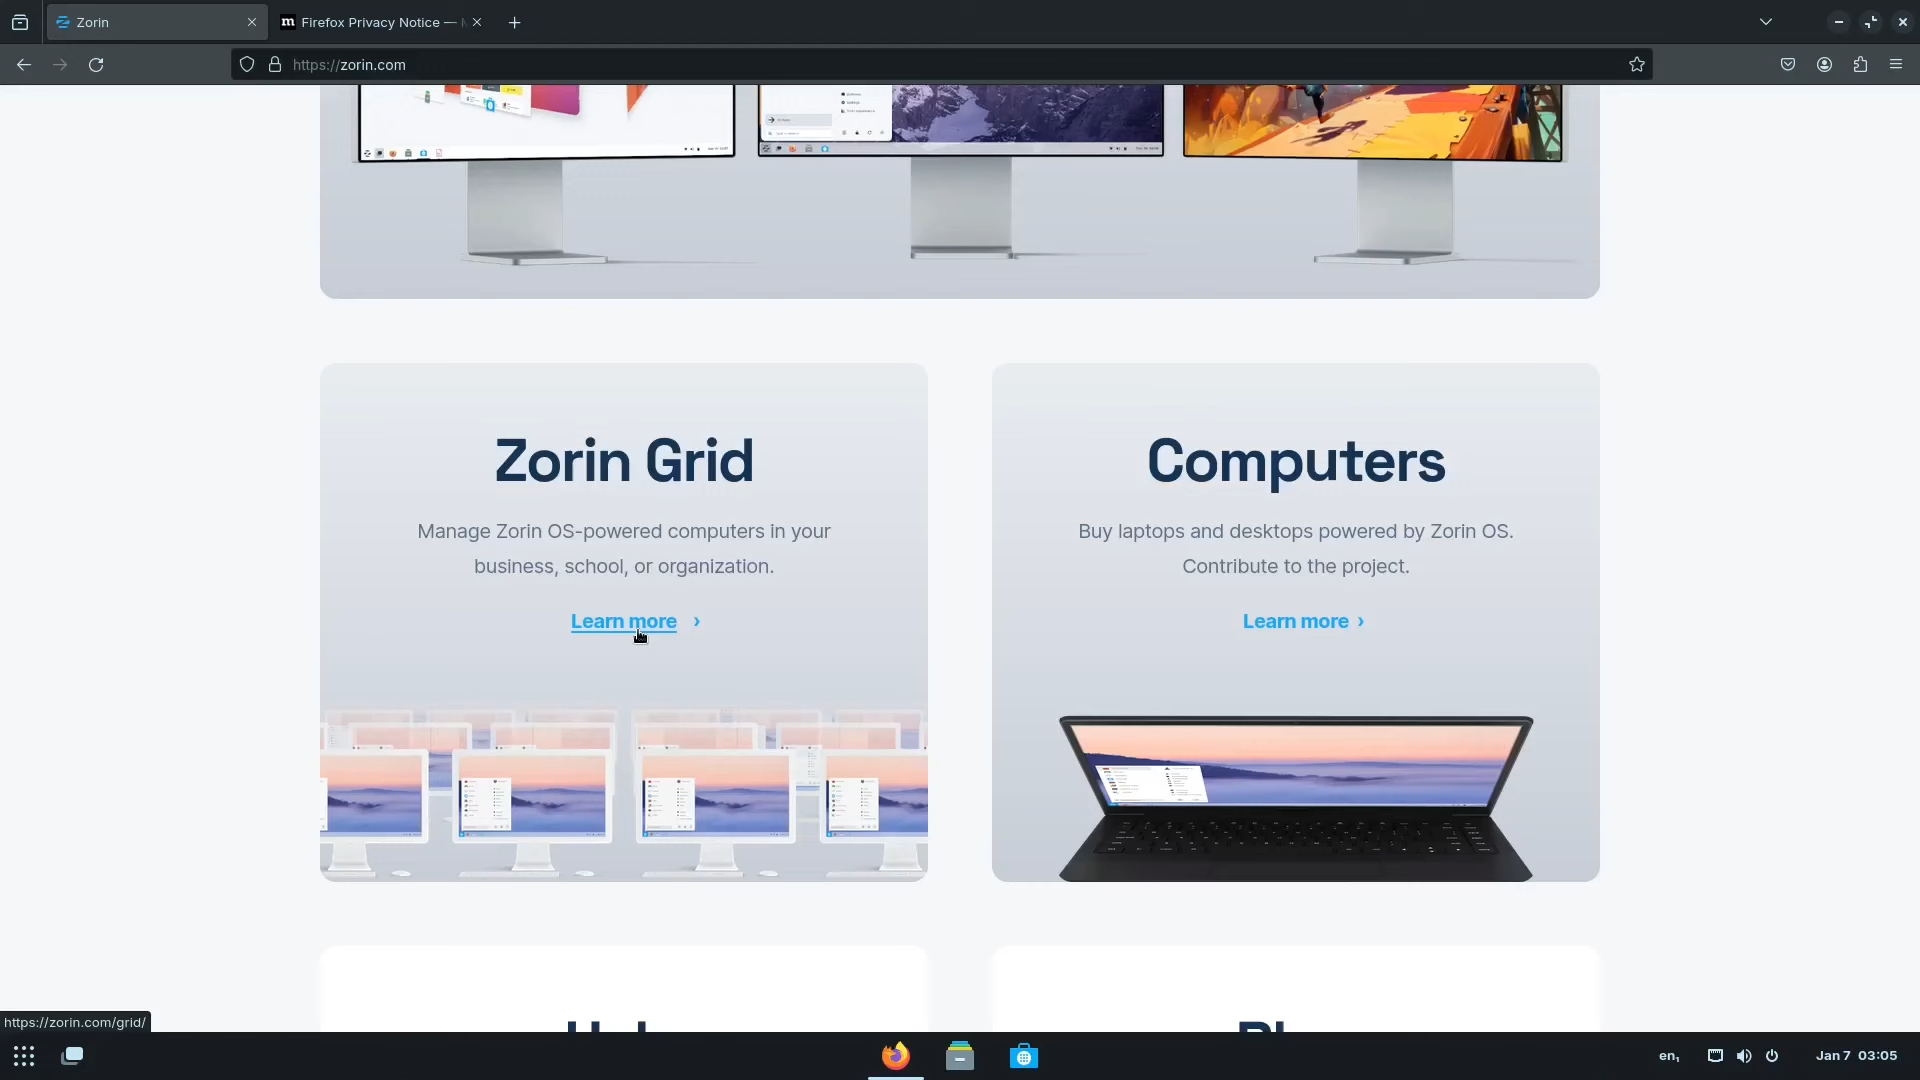 Zorin
Firefox Privacy Notice —
https://zorin.com
Zorin Grid
Manage Zorin OS-powered computers in your
business, school, or organization.
Learn more ›
Computers
Buy laptops and desktops powered by Zorin OS.
Contribute to the project.
Learn more ›
https://zorin.com/grid/
en₁
Jan 7 03:05